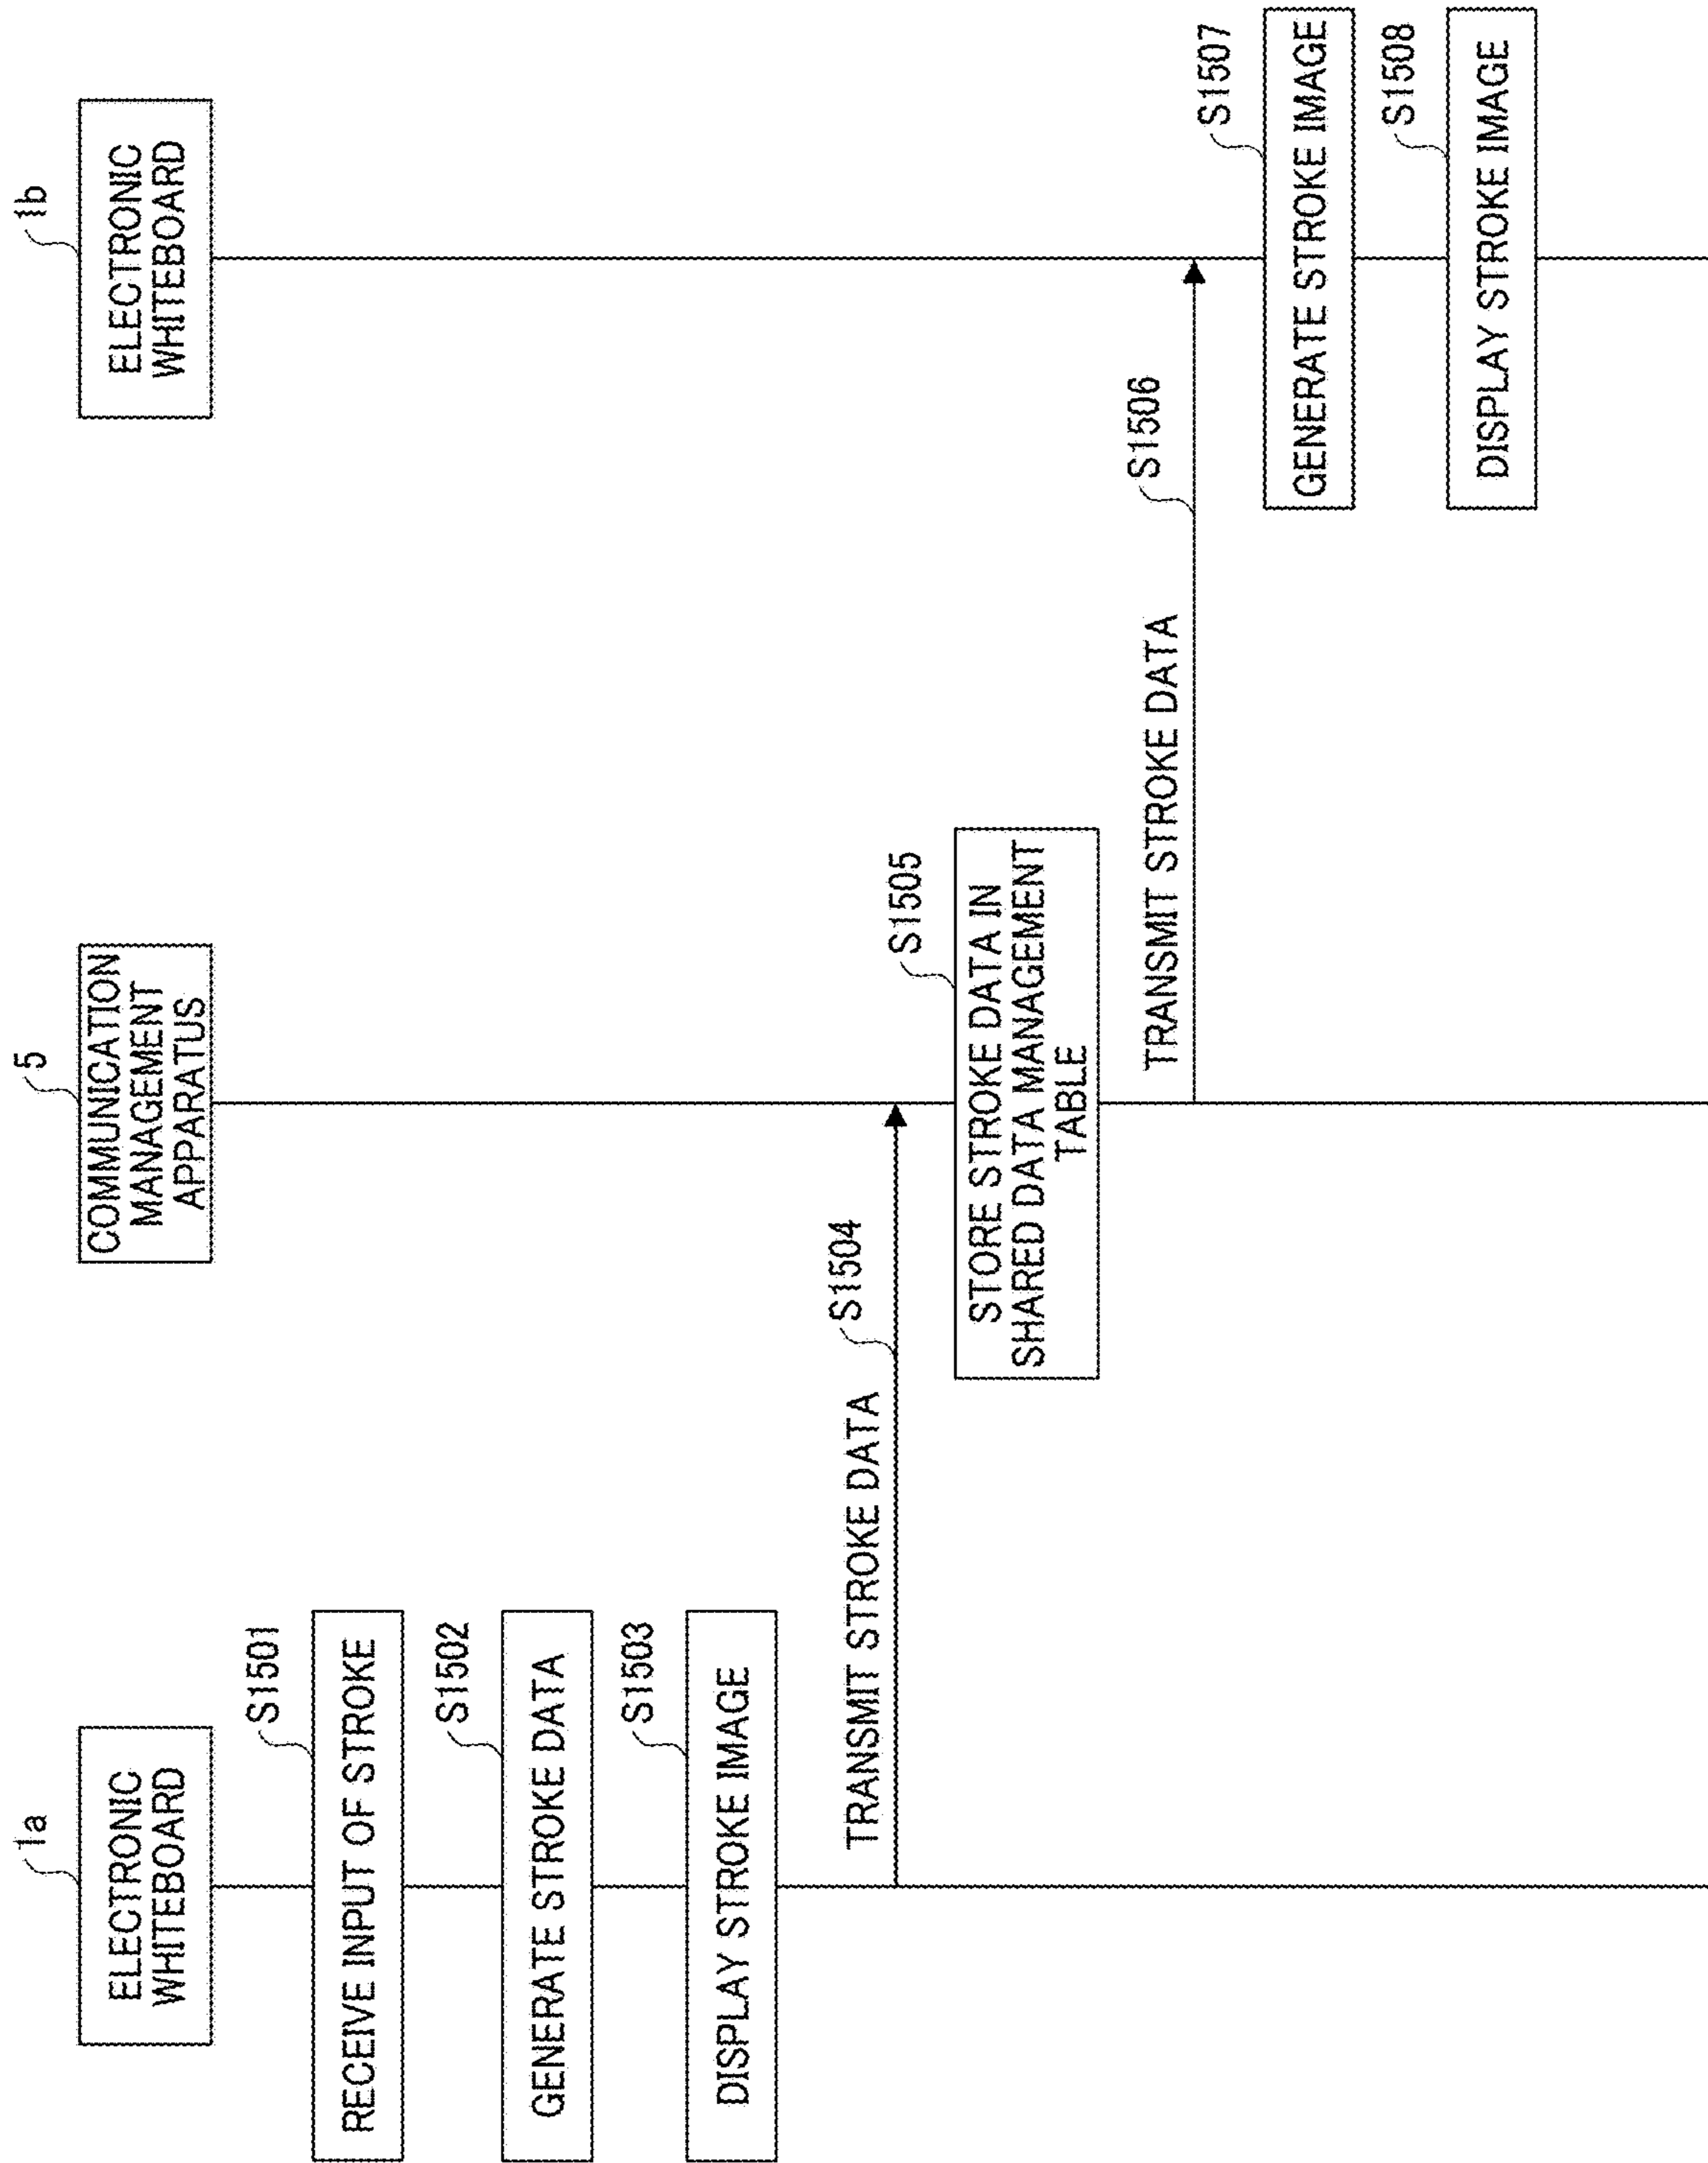 1a
ELECTRONIC
WHITEBOARD
5
COMMUNICATION
MANAGEMENT
APPARATUS
1b
ELECTRONIC
WHITEBOARD
S1501
RECEIVE INPUT OF STROKE
S1502
GENERATE STROKE DATA
S1503
DISPLAY STROKE IMAGE
S1504
TRANSMIT STROKE DATA
S1505
STORE STROKE DATA IN
SHARED DATA MANAGEMENT
TABLE
S1506
TRANSMIT STROKE DATA
S1507
GENERATE STROKE IMAGE
S1508
DISPLAY STROKE IMAGE